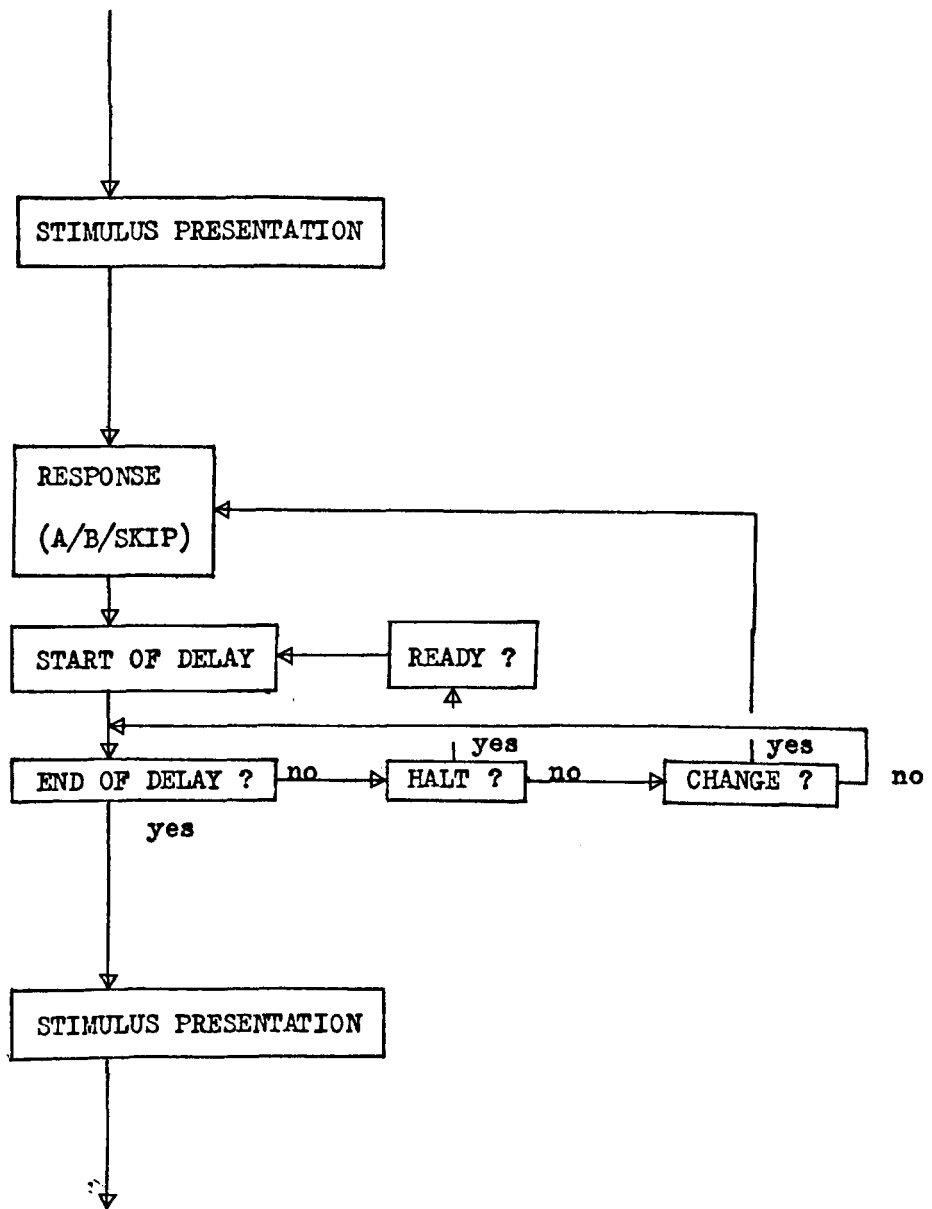 STIMULUS PRESENTATION
RESPONSE
(A/B/SKIP)
START OF DELAY
READY ?
yes
yes
END OF DELAY ?
no
HALT ?
no
CHANGE ?
no
yes
STIMULUS PRESENTATION